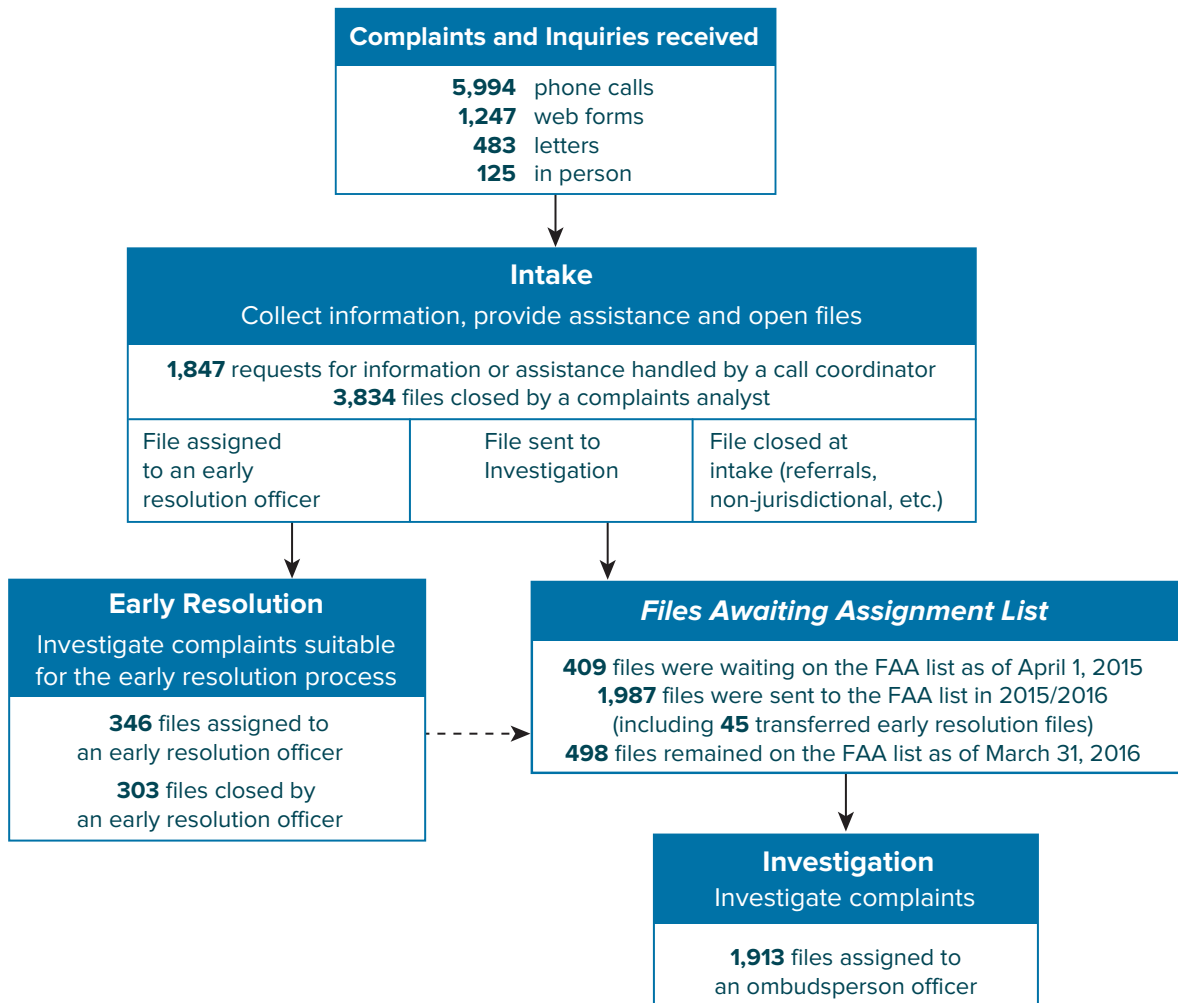 Complaints and Inquiries received
5,994 phone calls
1,247 web forms
483 letters
125 in person
Intake
Collect information, provide assistance and open files
1,847 requests for information or assistance handled by a call coordinator
3,834 files closed by a complaints analyst
File assigned
to an early
resolution officer
File sent to
Investigation
File closed at
intake (referrals,
non-jurisdictional, etc.)
Early Resolution
Investigate complaints suitable
for the early resolution process
346 files assigned to
an early resolution officer
303 files closed by
an early resolution officer
Files Awaiting Assignment List
409 files were waiting on the FAA list as of April 1, 2015
1,987 files were sent to the FAA list in 2015/2016
(including 45 transferred early resolution files)
498 files remained on the FAA list as of March 31, 2016
Investigation
Investigate complaints
1,913 files assigned to
an ombudsperson officer